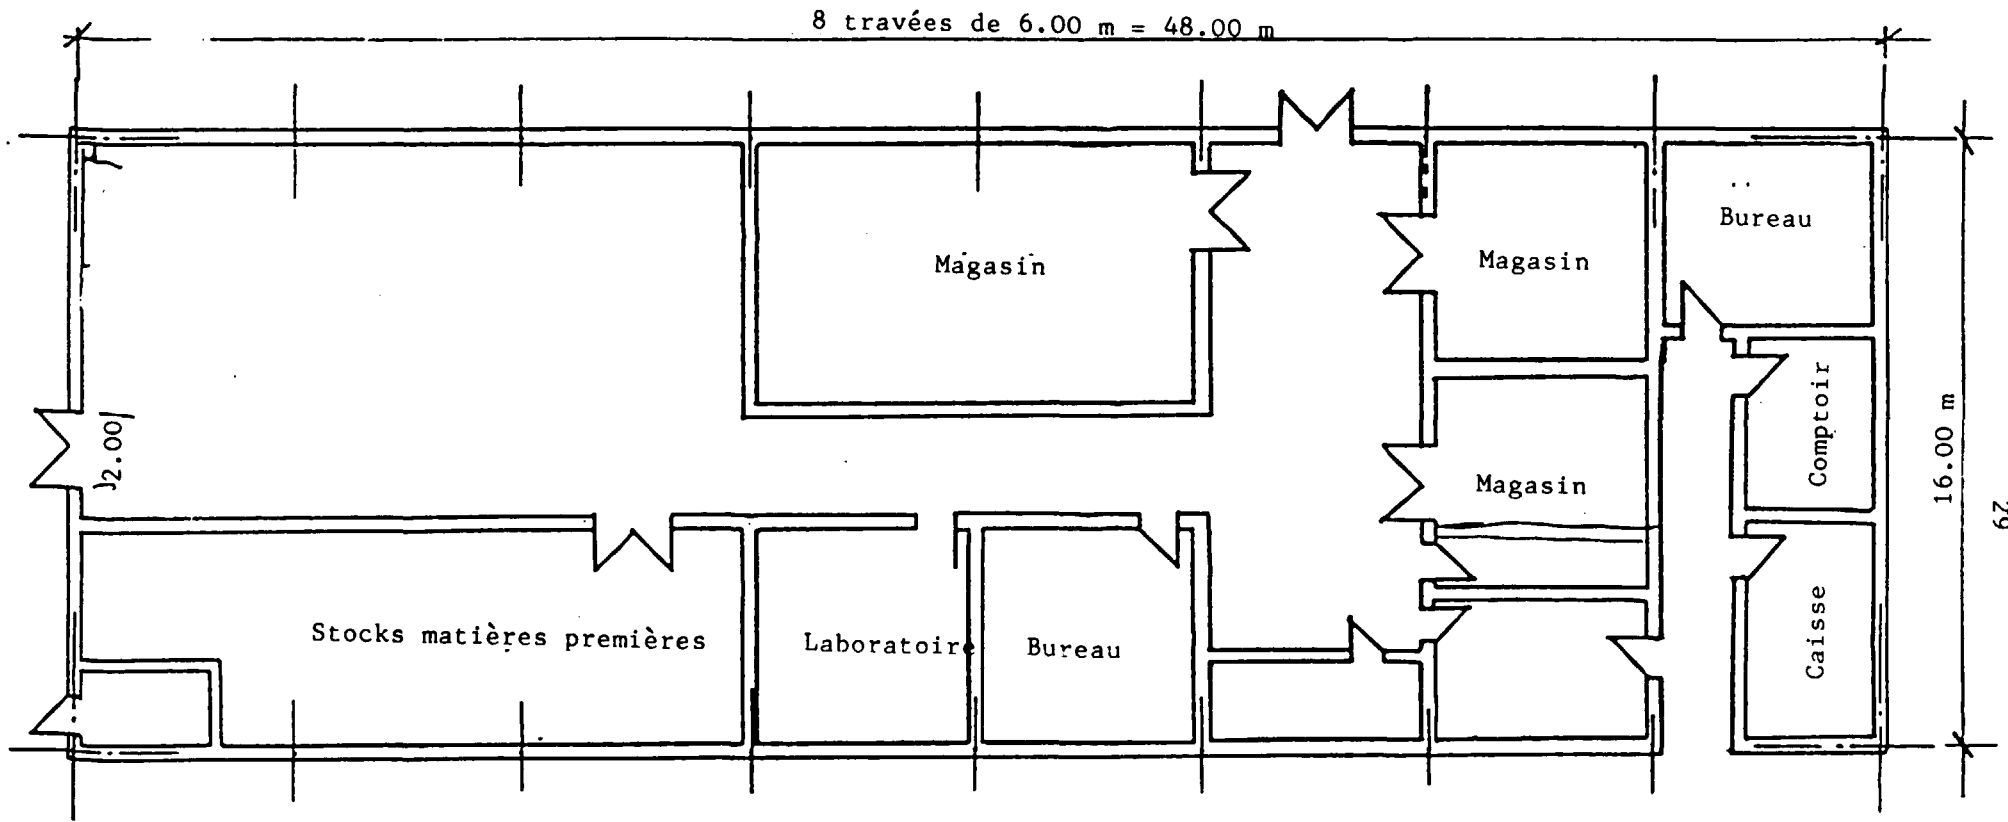 8 travées de 6.00 m = 48.00 m
Bureau
Magasin
Magasin
Comptoir
16.00 m
2.00
Magasin
29
Stocks matières premières
Laboratoire
Bureau
Caisse